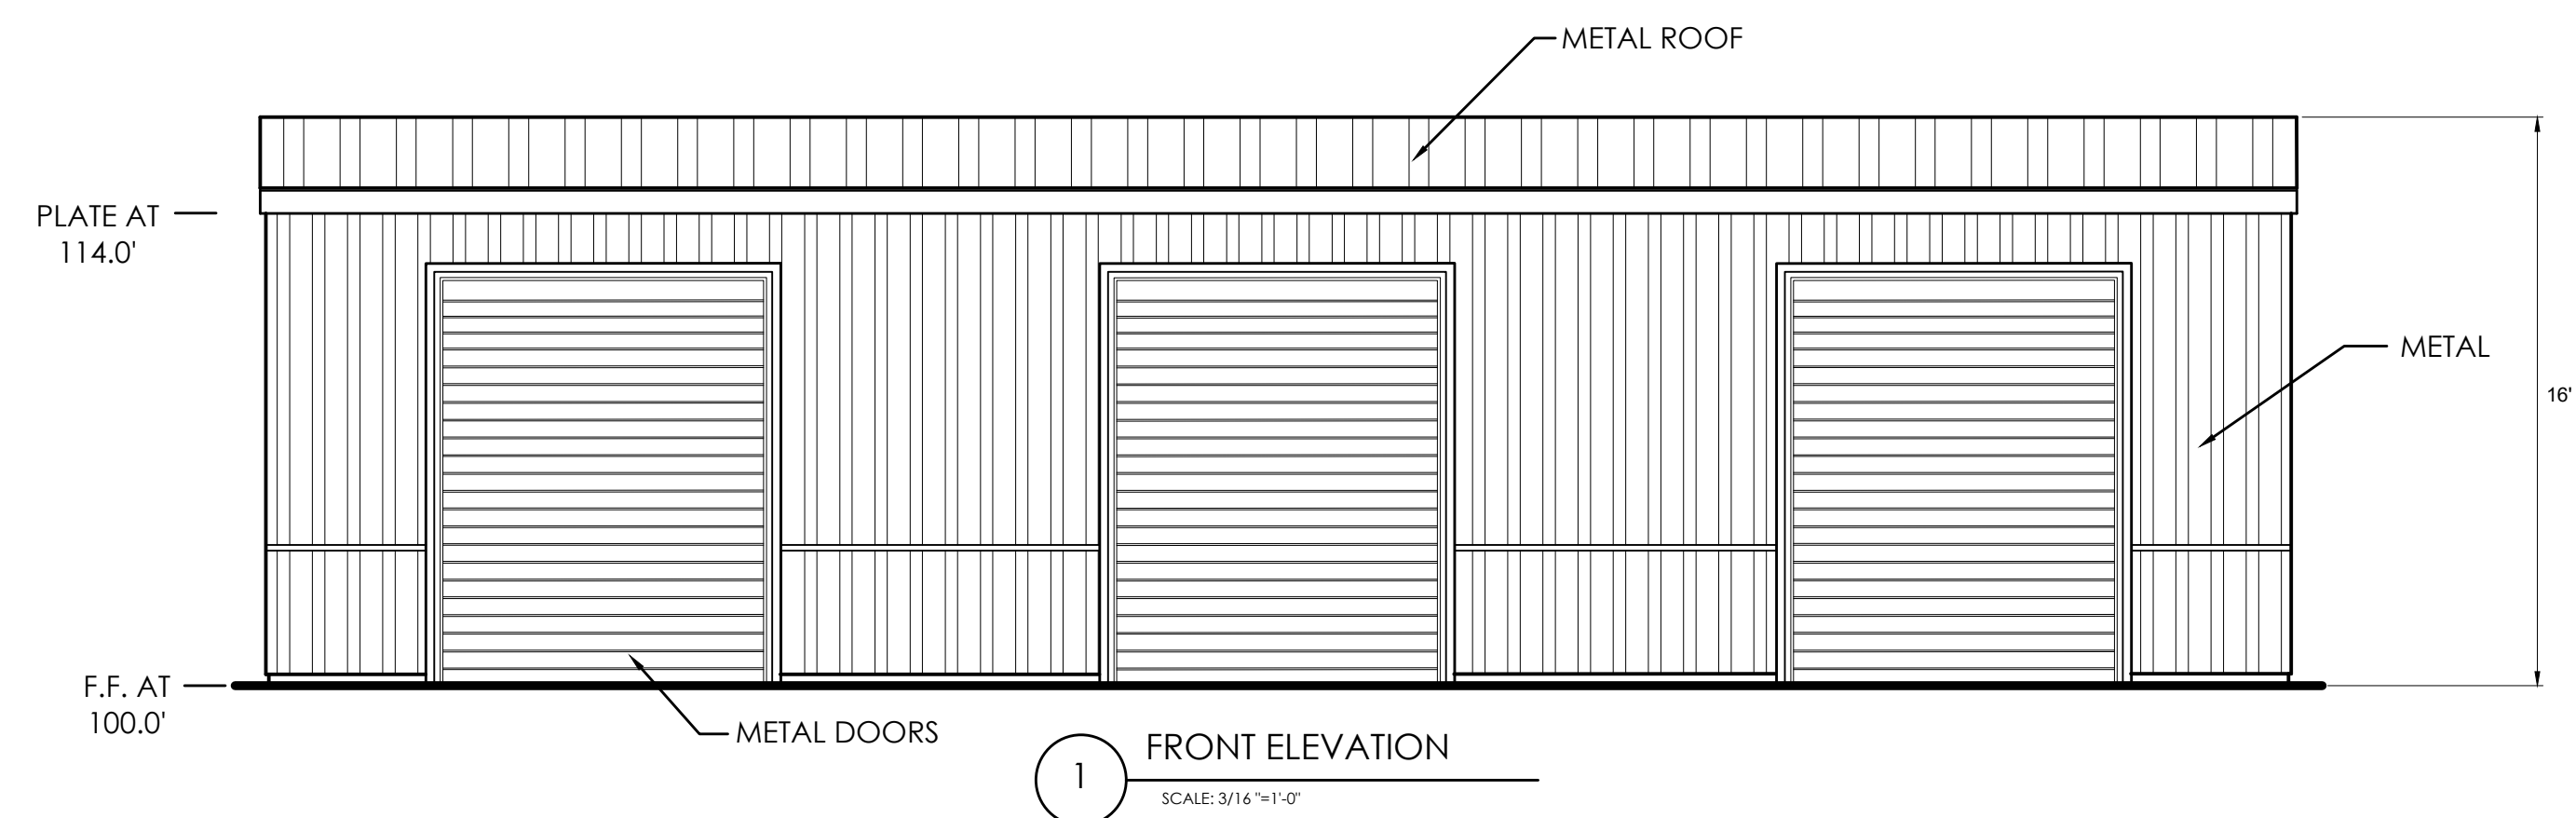 METAL ROOF
PLATE AT
114.0'
METAL
16'
F.F. AT
100.0'
METAL DOORS
1
FRONT ELEVATION
SCALE: 3/16 "=1'-0"